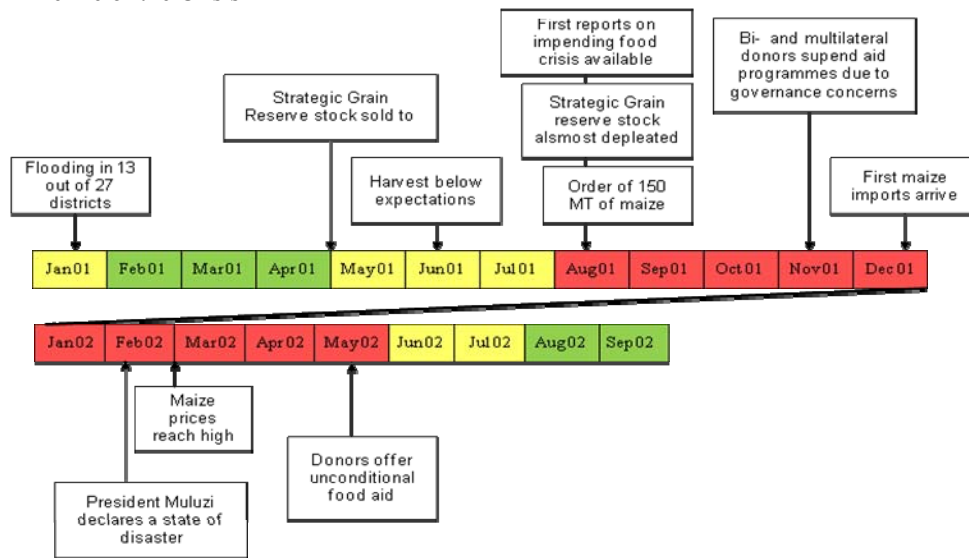 First reports on
impending food
crisis available
Bi- and multilateral
donors supend aid
programmes due to
governance concerns
Strategic Grain
Reserve stock sold to
Strategic Grain
reserve stock
alsmost depleated
Flooding in 13
out of 27
districts
Harvest below
expectations
Order of 150
MT of maize
First maize
imports arrive
Jan01 Feb01 Mar01 Apr01 May01 Jun01 Jul01 Aug01 Sep01 Oct01 Nov01 Dec01
Jan02 Feb02 Mar02 Apr02 May02 Jun02 Jul02 Aug02 Sep02
Maize
prices
reach high
Donors offer
unconditional
food aid
President Muluzi
declares a state of
disaster